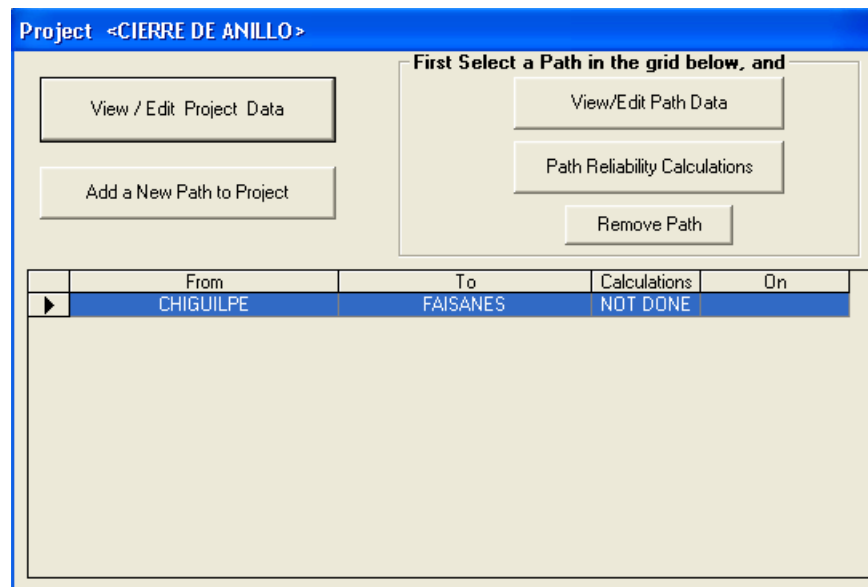 Project <CIERRE DE ANILLO>
First Select a Path in the grid below, and
View / Edit Project Data
View/Edit Path Data
Path Reliability Calculations
Add a New Path to Project
Remove Path
From To Calculations On
CHIGUILPE FAISANES NOT DONE